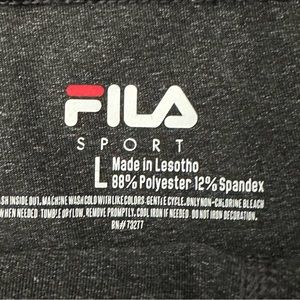 FILA
SPORT
L Made in Lesotho
88% Polyester 12% Spandex
SH INSIDE OUT. MACHINE WASH COLD WITH LIKE COLORS. GENTLE CYCLE. ONLY NON-CHLORINE BLEACH
WHEN NEEDED. TUMBLE DRY LOW. REMOVE PROMPTLY. COOL IRON IF NEEDED. DO NOT IRON DECORATION.
RN# 73277